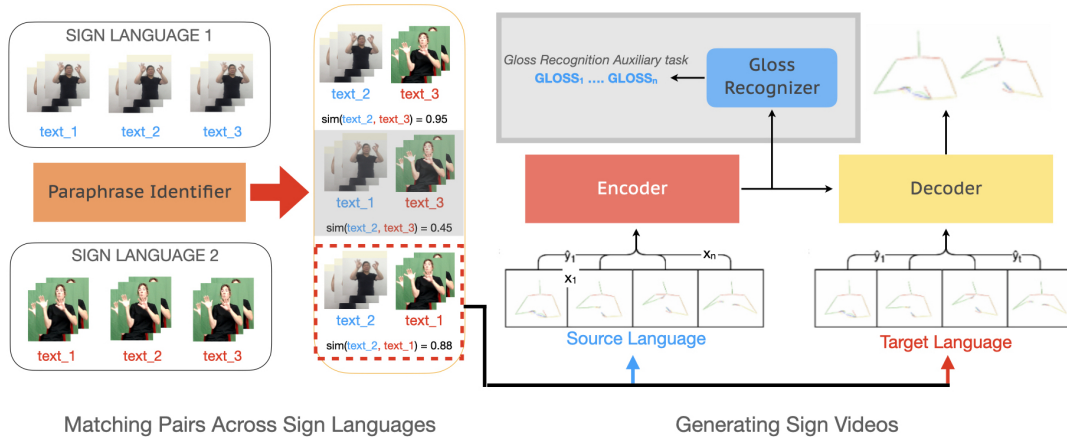 SIGN LANGUAGE 1
text_1 text_2 text_3
Paraphrase Identifier
SIGN LANGUAGE 2
text_1 text_2 text_3
text_2 text_3
sim(text_2, text_3) = 0.95
text_1 text_3
sim(text_2, text_3) = 0.45
text_2 text_1
sim(text_2, text_1) = 0.88
Matching Pairs Across Sign Languages
Gloss Recognition Auxiliary task
GLOSS₁ .... GLOSSₙ
Gloss
Recognizer
Encoder
Decoder
ŷ₁ xₙ
x₁
ŷ₁ ŷₜ
Source Language
Target Language
Generating Sign Videos